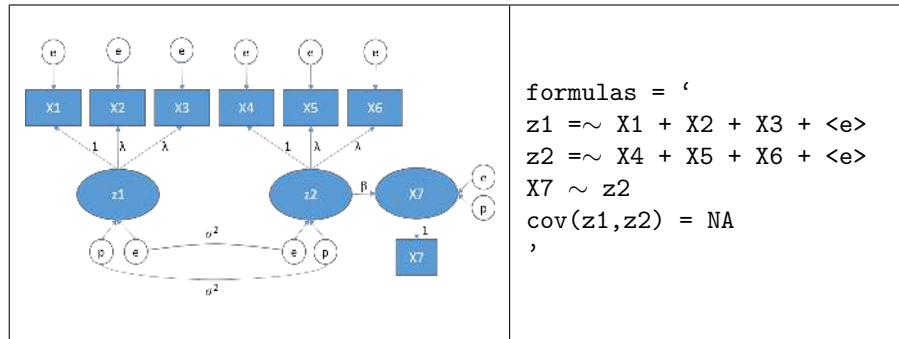 e e e e e e
X1 X2 X3 X4 X5 X6
1 λ λ 1 λ λ
z1 z2 β X7 e
p
p e σ² e p 1
X7
σ²
formulas = ‘
z1 =∼ X1 + X2 + X3 + <e>
z2 =∼ X4 + X5 + X6 + <e>
X7 ∼ z2
cov(z1,z2) = NA
’